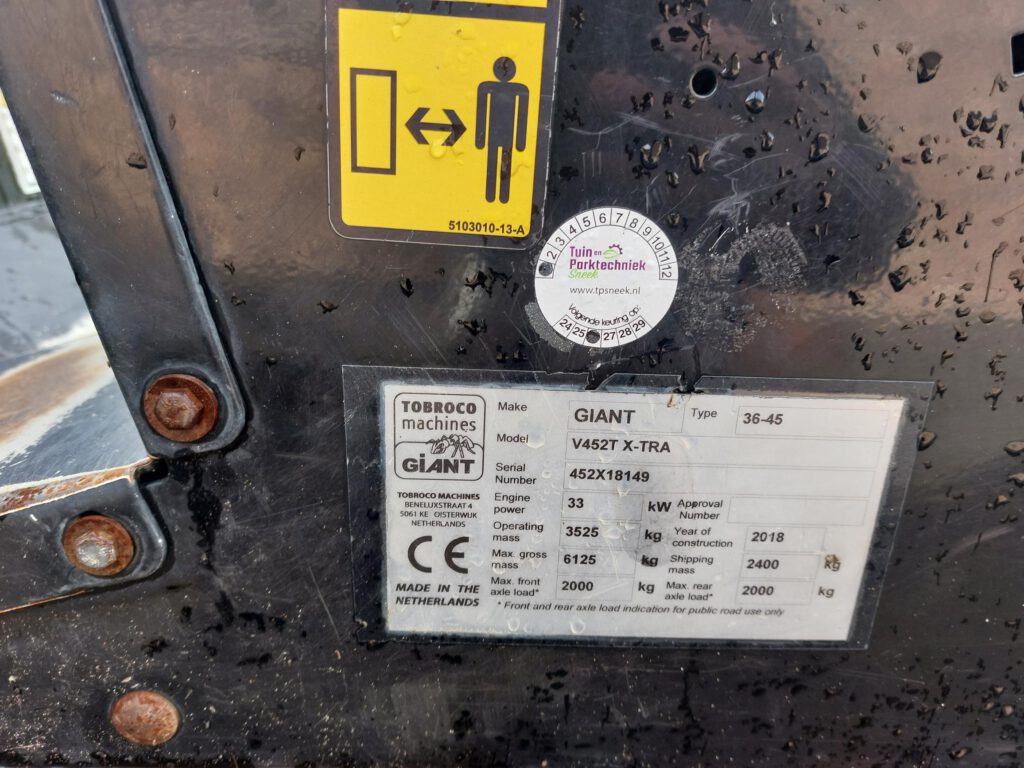 5103010-13-A
2 3 4 5 6 7 8 9 10 11 12
Tuin en
Parktechniek
Sneek
www.tpsneek.nl
Volgende keuring op:
24 25 27 28 29
TOBROCO
machines
GiANT
TOBROCO MACHINES
BENELUXSTRAAT 4
5061 KE OISTERWIJK
NETHERLANDS
CE
MADE IN THE
NETHERLANDS
Make GIANT Type 36-45
Model V452T X-TRA
Serial Number 452X18149
Engine power 33 kW Approval Number
Operating mass 3525 kg Year of construction 2018
Max. gross mass 6125 kg Shipping mass 2400 kg
Max. front axle load* 2000 kg Max. rear axle load* 2000 kg
* Front and rear axle load indication for public road use only